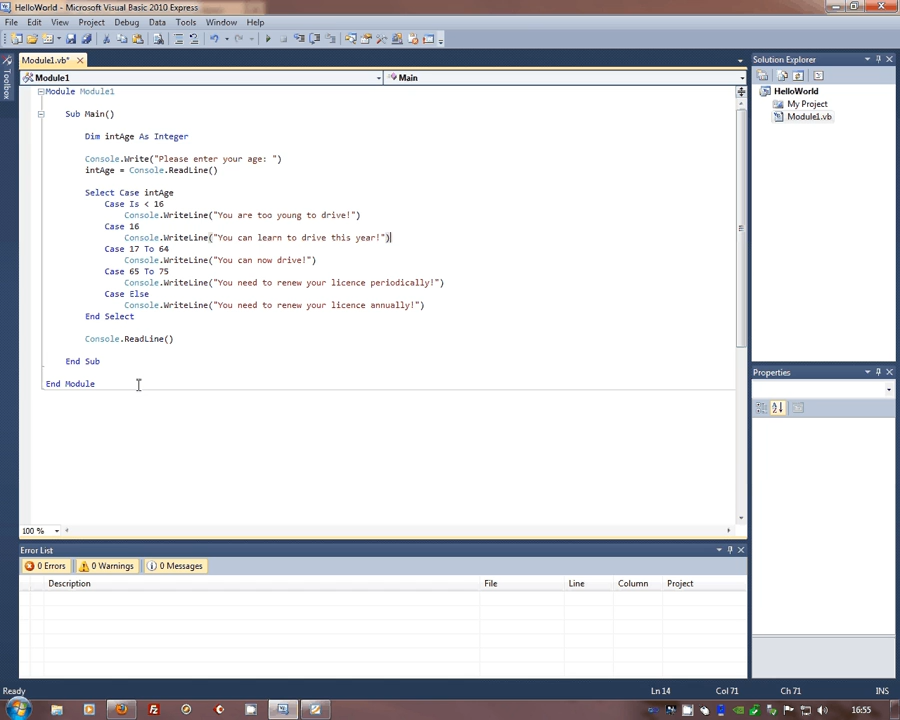 HelloWorld - Microsoft Visual Basic 2010 Express
File Edit View Project Debug Data Tools Window Help
Module1.vb*
Toolbox
Module1
Main
Module Module1
Sub Main()
Dim intAge As Integer
Console.Write("Please enter your age: ")
intAge = Console.ReadLine()
Select Case intAge
Case Is < 16
Console.WriteLine("You are too young to drive!")
Case 16
Console.WriteLine("You can learn to drive this year!")
Case 17 To 64
Console.WriteLine("You can now drive!")
Case 65 To 75
Console.WriteLine("You need to renew your licence periodically!")
Case Else
Console.WriteLine("You need to renew your licence annually!")
End Select
Console.ReadLine()
End Sub
End Module
100 %
Solution Explorer
HelloWorld
My Project
Module1.vb
Properties
Error List
0 Errors 0 Warnings 0 Messages
Description File Line Column Project
Ready Ln 14 Col 71 Ch 71 INS
16:55